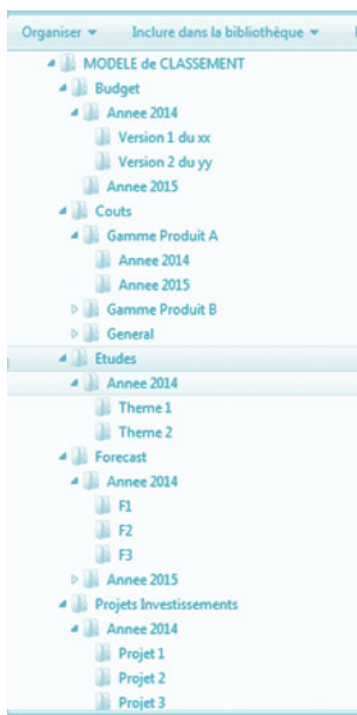 Organiser Inclure dans la bibliothèque
MODELE de CLASSEMENT
Budget
Annee 2014
Version 1 du xx
Version 2 du yy
Annee 2015
Couts
Gamme Produit A
Annee 2014
Annee 2015
Gamme Produit B
General
Etudes
Annee 2014
Theme 1
Theme 2
Forecast
Annee 2014
F1
F2
F3
Annee 2015
Projets Investissements
Annee 2014
Projet 1
Projet 2
Projet 3